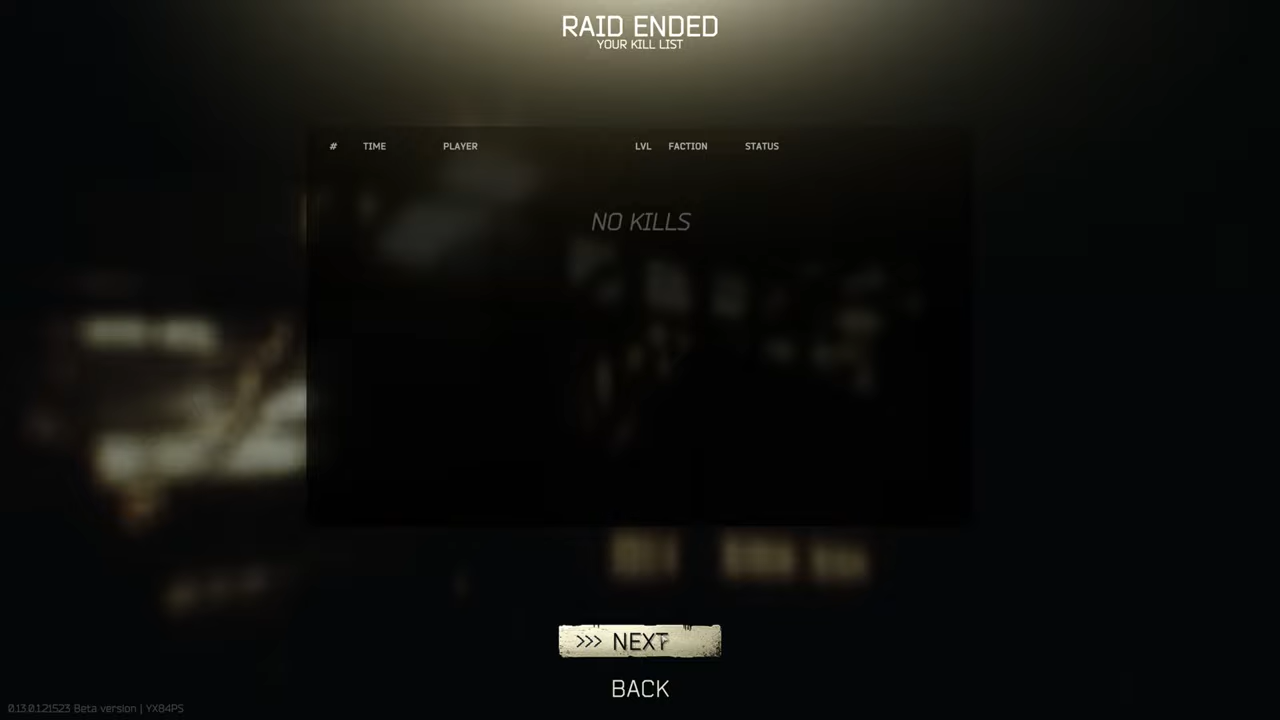 RAID ENDED
YOUR KILL LIST
# TIME PLAYER LVL FACTION STATUS
NO KILLS
>>> NEXT
BACK
0.13.0.1.21523 Beta version | YX84PS